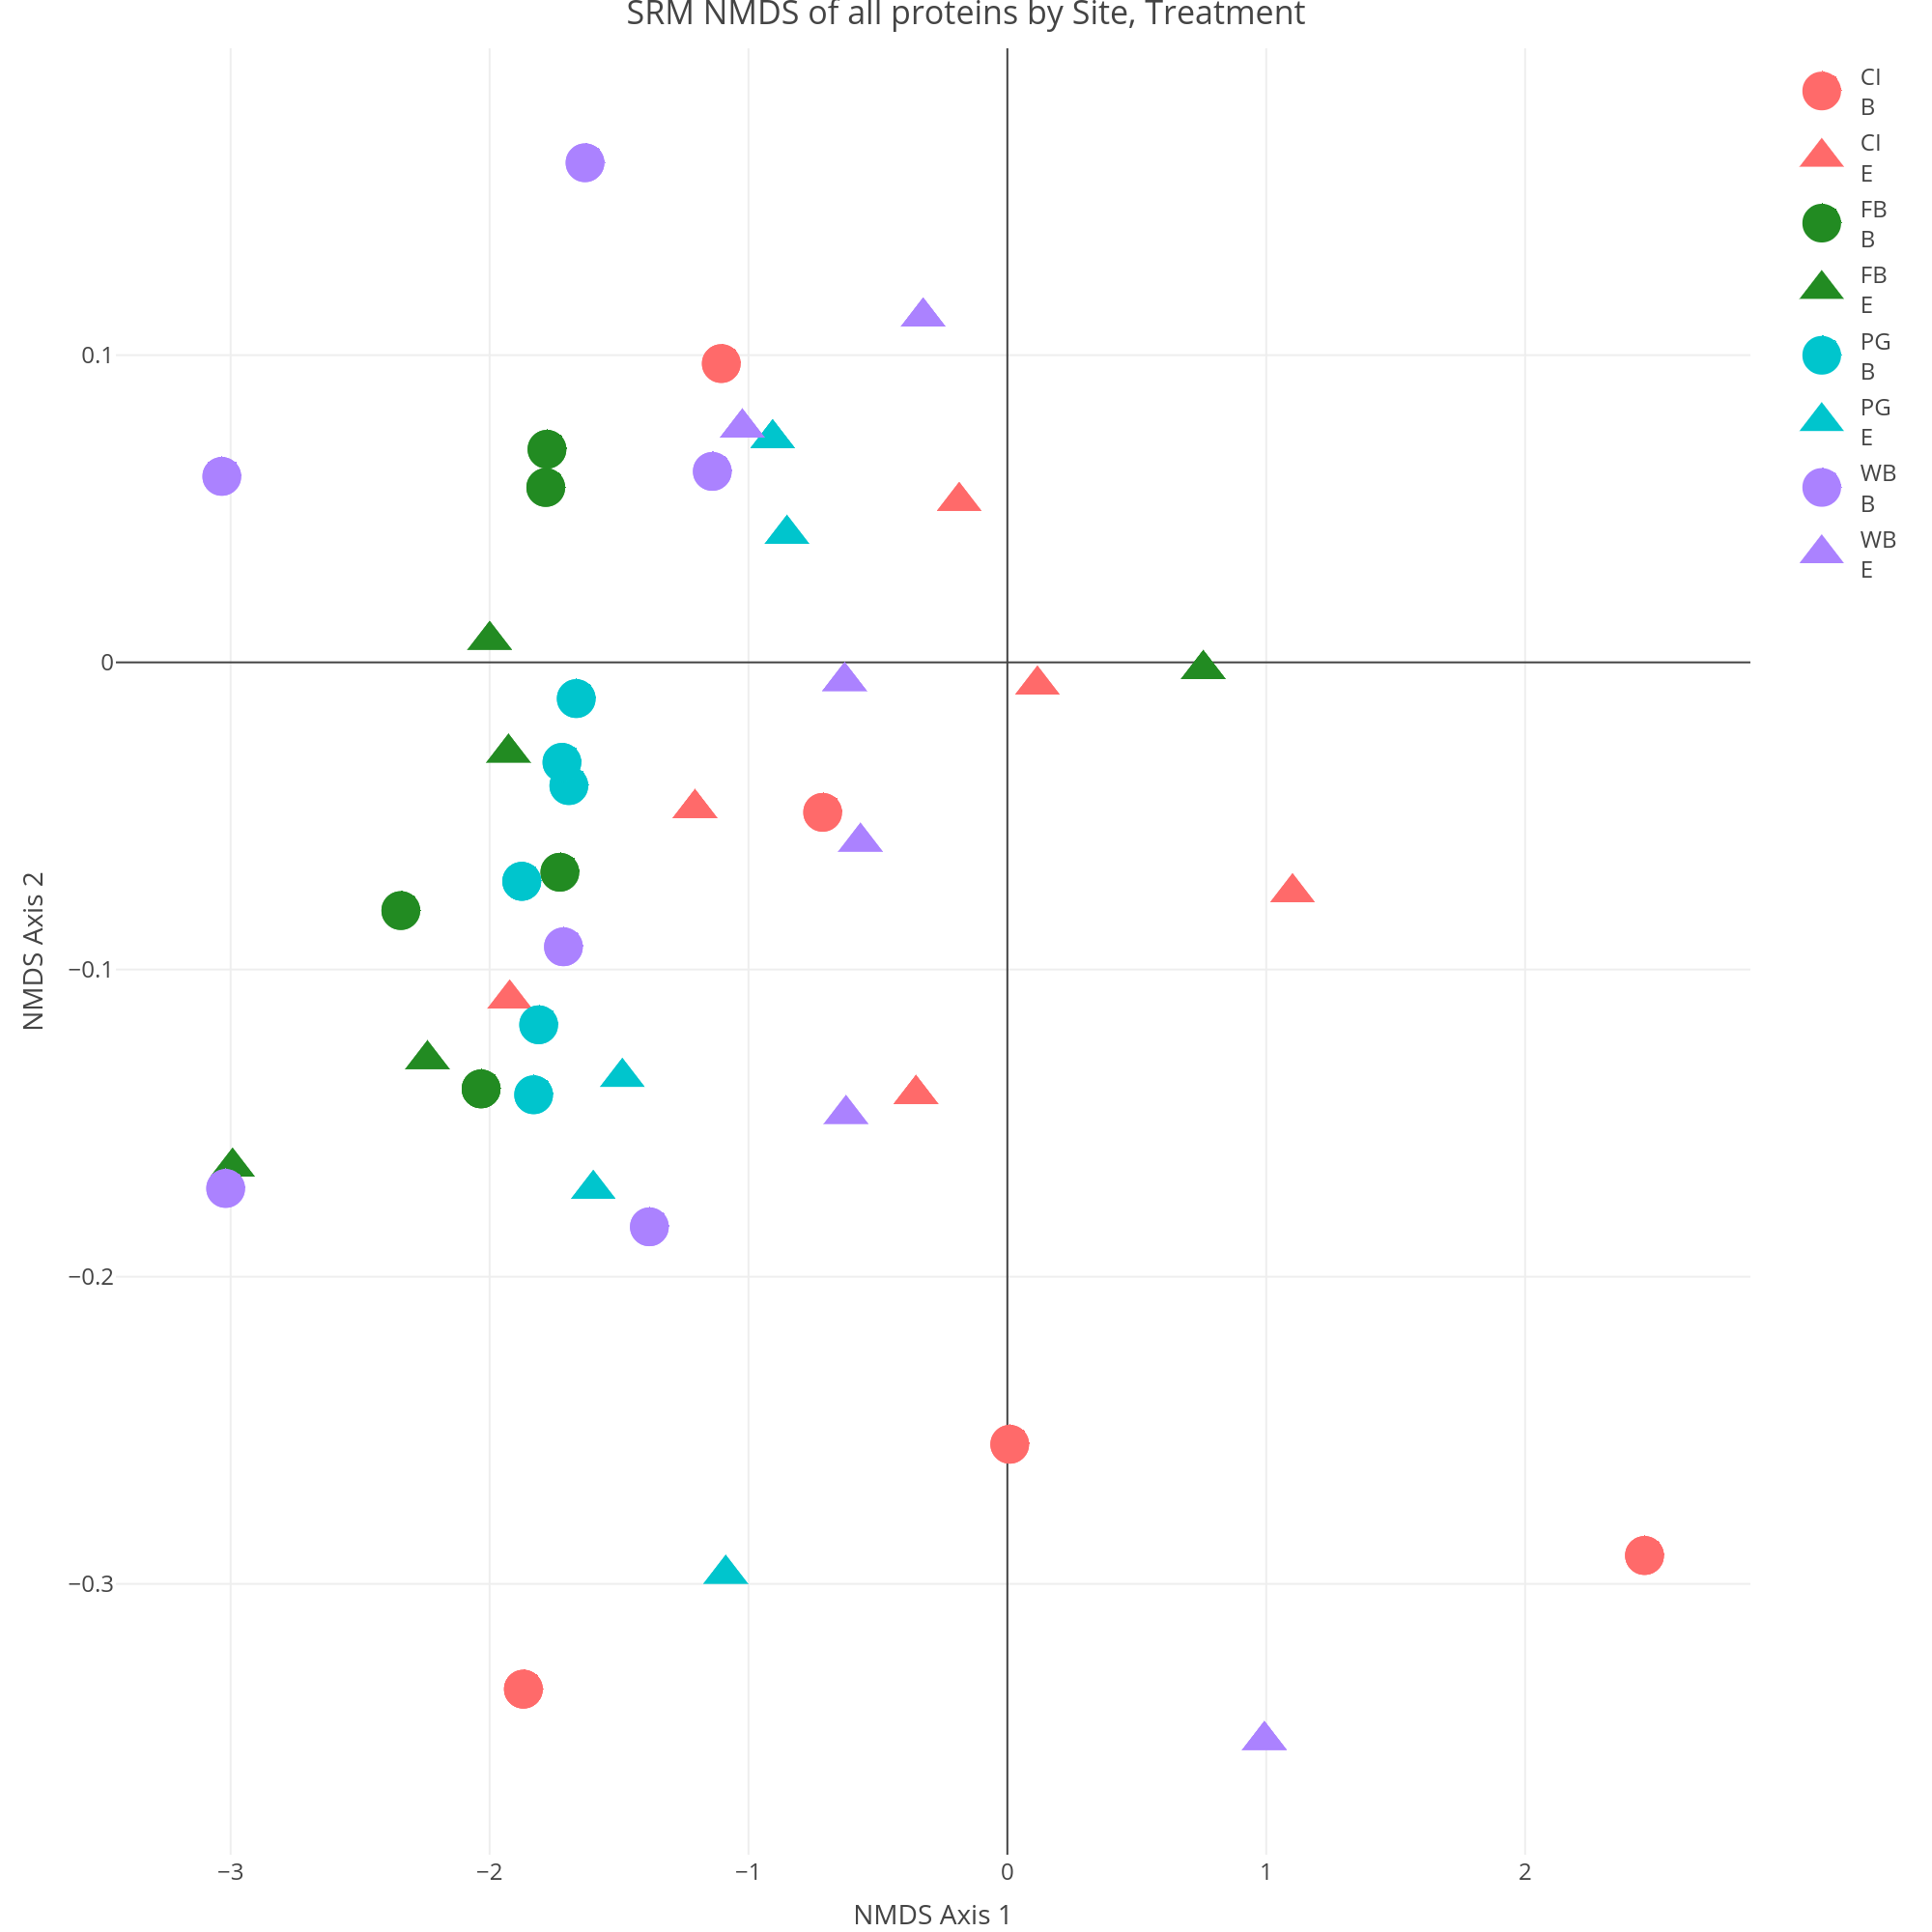 SRM NMDS of all proteins by Site, Treatment
CI
B
CI
E
FB
B
FB
E
PG
B
PG
E
WB
B
WB
E
0.1
0
−0.1
−0.2
−0.3
NMDS Axis 2
−3
−2
−1
0
1
2
NMDS Axis 1